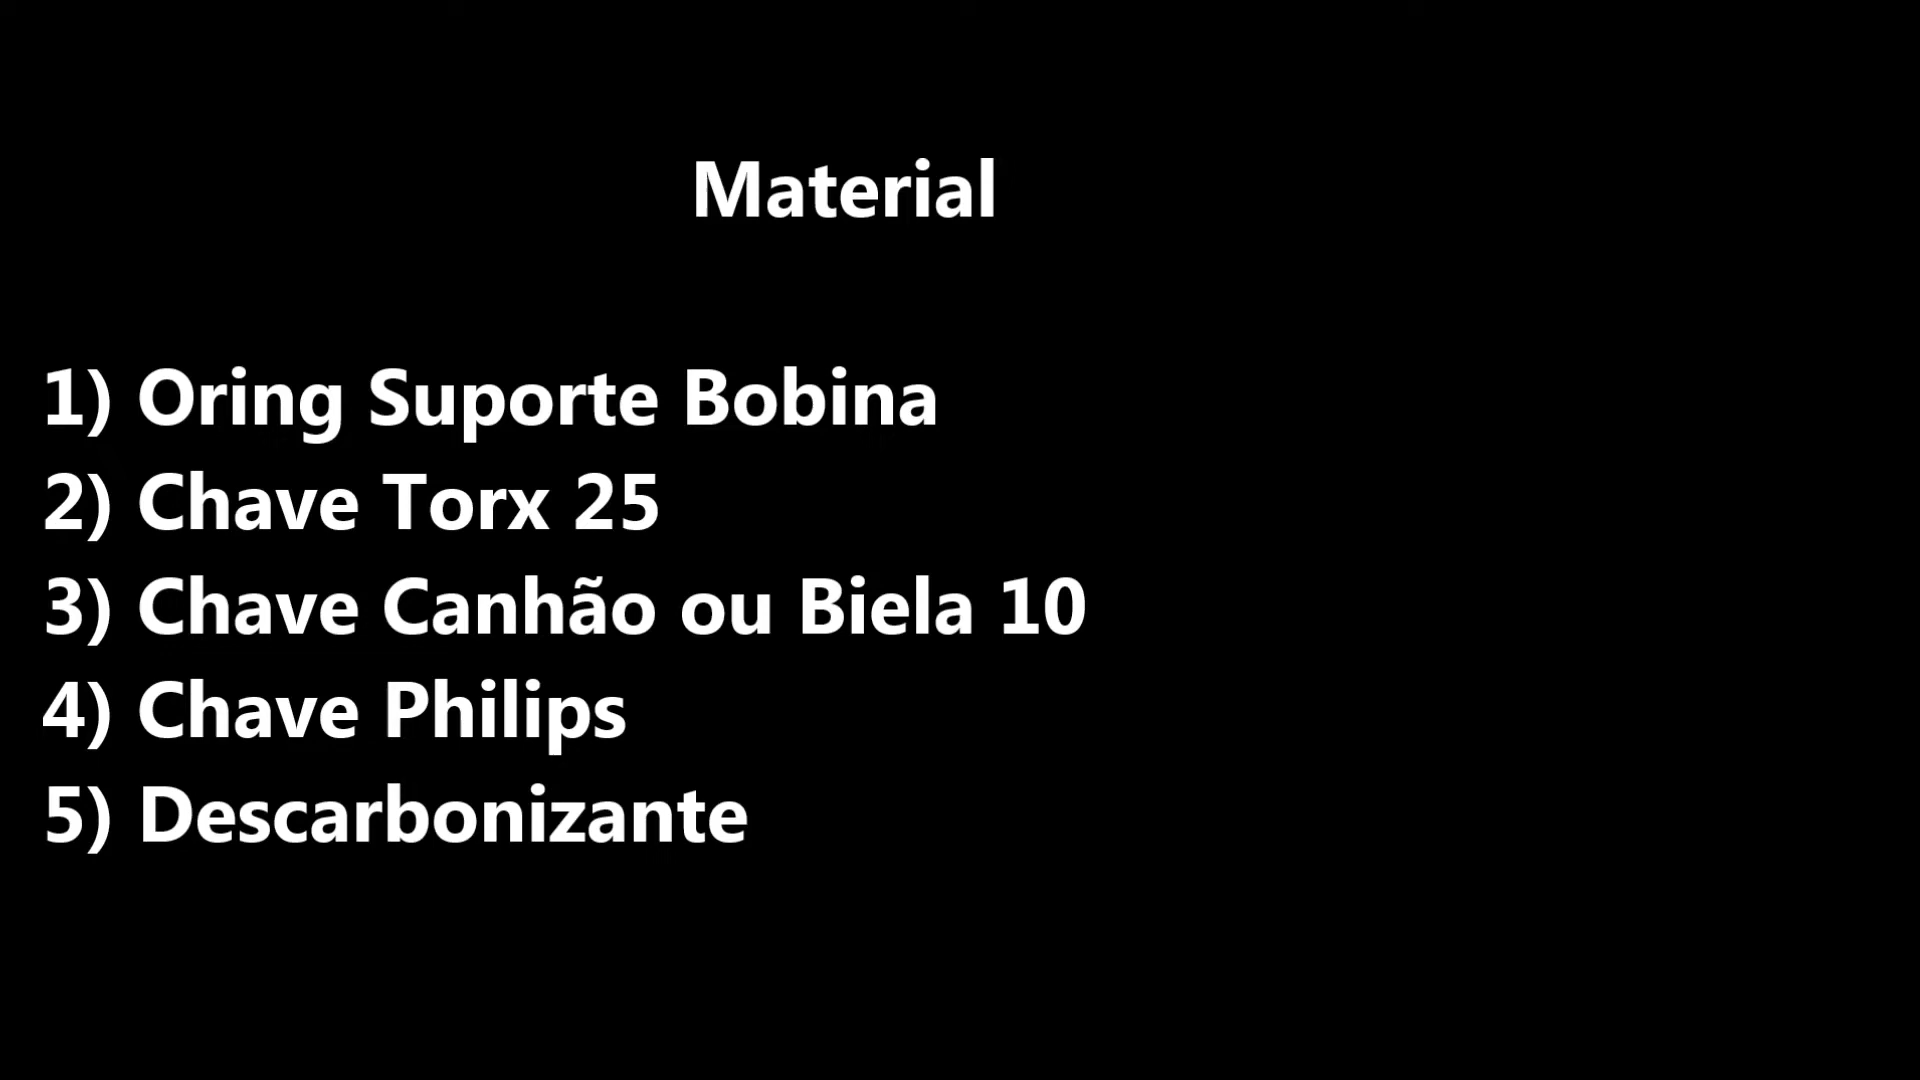 Material
1) Oring Suporte Bobina
2) Chave Torx 25
3) Chave Canhão ou Biela 10
4) Chave Philips
5) Descarbonizante